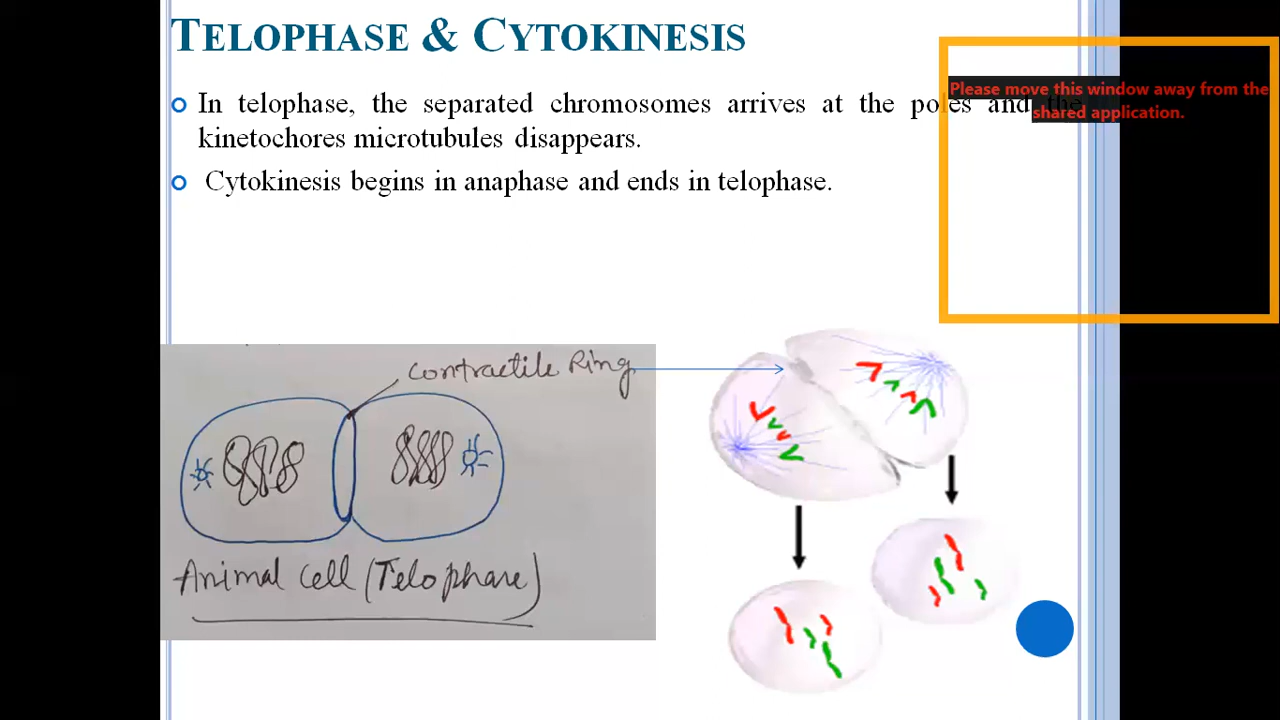 TELOPHASE & CYTOKINESIS
In telophase, the separated chromosomes arrives at the poles and the
kinetochores microtubules disappears.
Cytokinesis begins in anaphase and ends in telophase.
Please move this window away from the
shared application.
Contractile Ring
Animal cell (Telophase)